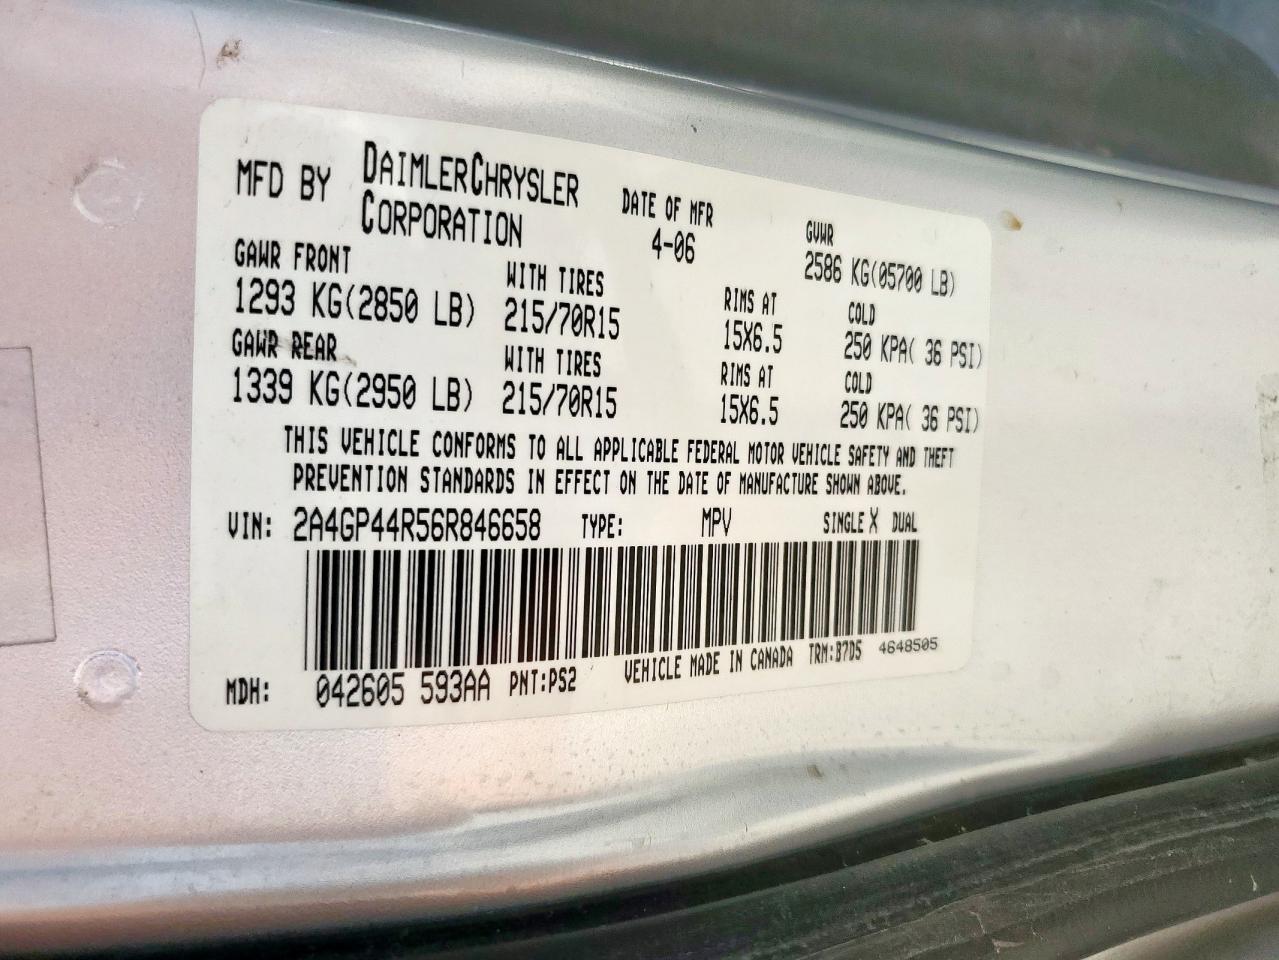 MFD BY DAIMLERCHRYSLER CORPORATION
DATE OF MFR 4-06
GVWR 2586 KG(05700 LB)
GAWR FRONT WITH TIRES RIMS AT COLD
1293 KG(2850 LB) 215/70R15 15X6.5 250 KPA( 36 PSI)
GAWR REAR WITH TIRES RIMS AT COLD
1339 KG(2950 LB) 215/70R15 15X6.5 250 KPA( 36 PSI)
THIS VEHICLE CONFORMS TO ALL APPLICABLE FEDERAL MOTOR VEHICLE SAFETY AND THEFT
PREVENTION STANDARDS IN EFFECT ON THE DATE OF MANUFACTURE SHOWN ABOVE.
VIN: 2A4GP44R56R846658 TYPE: MPV SINGLE X DUAL
MDH: 042605 593AA PNT:PS2 VEHICLE MADE IN CANADA TRM:B7D5 4648505